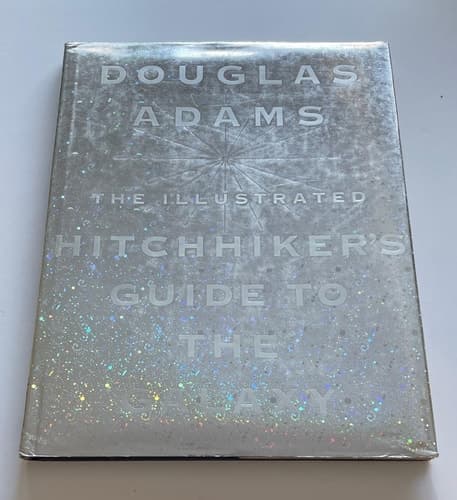 DOUGLAS
ADAMS
THE ILLUSTRATED
HITCHHIKER'S
GUIDE TO
THE
GALAXY